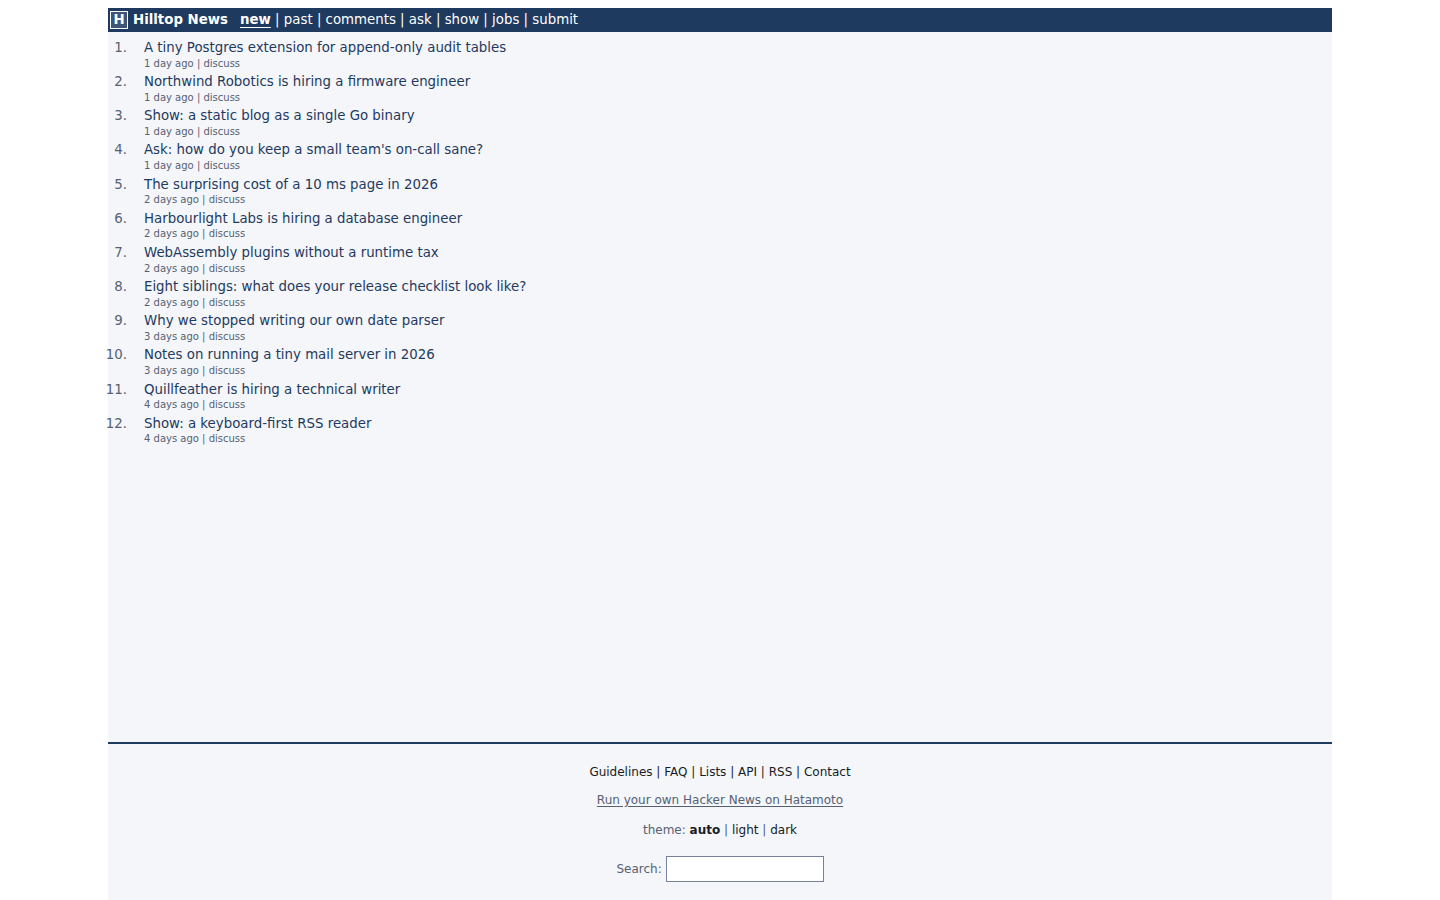 H Hilltop News new | past | comments | ask | show | jobs | submit
1. A tiny Postgres extension for append-only audit tables
1 day ago | discuss
2. Northwind Robotics is hiring a firmware engineer
1 day ago | discuss
3. Show: a static blog as a single Go binary
1 day ago | discuss
4. Ask: how do you keep a small team's on-call sane?
1 day ago | discuss
5. The surprising cost of a 10 ms page in 2026
2 days ago | discuss
6. Harbourlight Labs is hiring a database engineer
2 days ago | discuss
7. WebAssembly plugins without a runtime tax
2 days ago | discuss
8. Eight siblings: what does your release checklist look like?
2 days ago | discuss
9. Why we stopped writing our own date parser
3 days ago | discuss
10. Notes on running a tiny mail server in 2026
3 days ago | discuss
11. Quillfeather is hiring a technical writer
4 days ago | discuss
12. Show: a keyboard-first RSS reader
4 days ago | discuss
Guidelines | FAQ | Lists | API | RSS | Contact
Run your own Hacker News on Hatamoto
theme: auto | light | dark
Search: